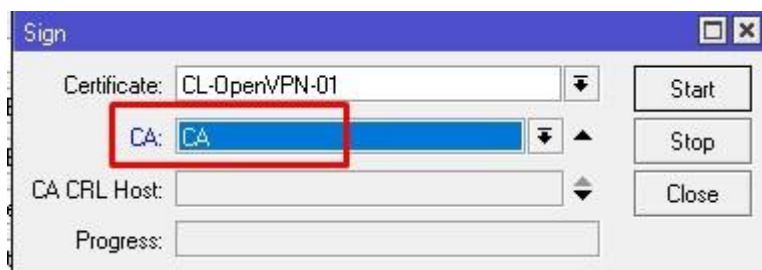 Sign
Certificate: CL-OpenVPN-01 Start
CA: CA Stop
CA CRL Host: Close
Progress: